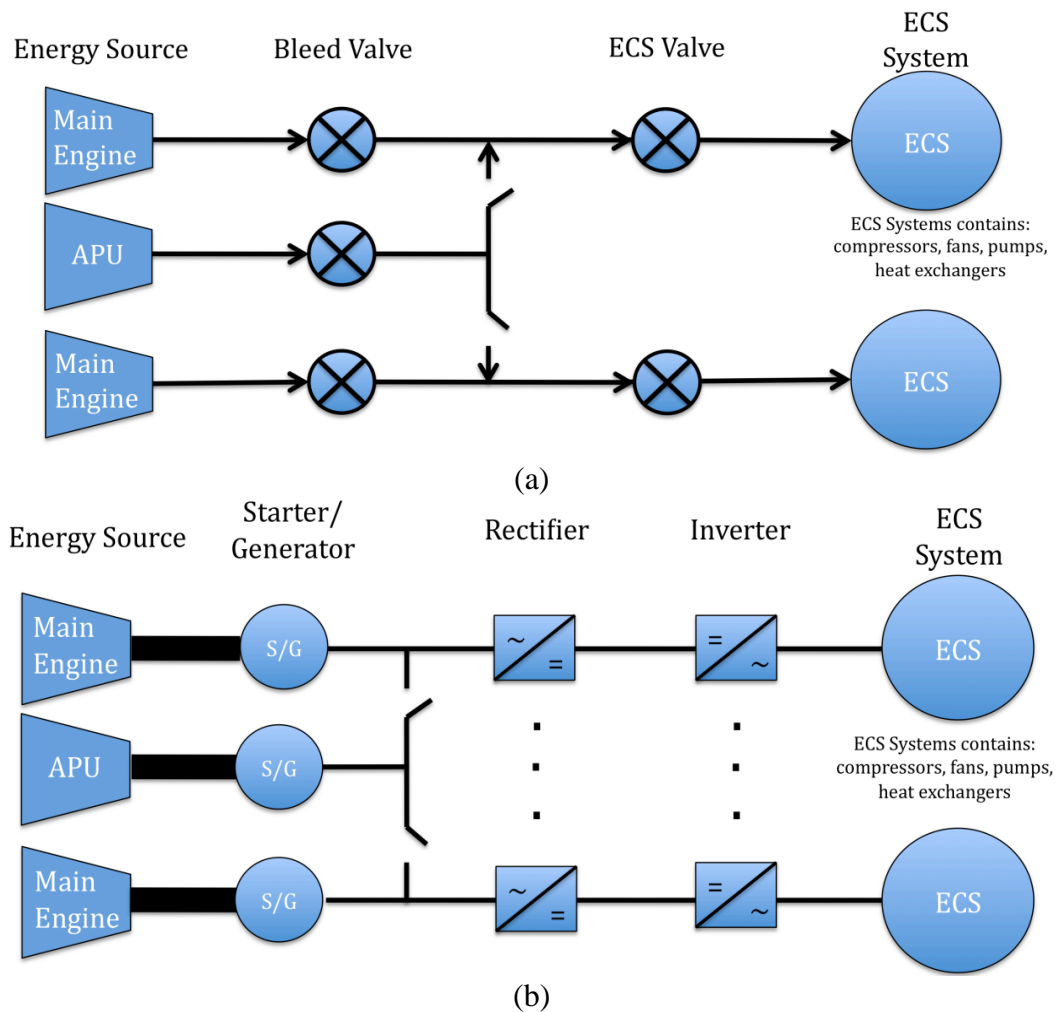 Energy Source
Bleed Valve
ECS Valve
ECS
System
Main
Engine
ECS
APU
ECS Systems contains:
compressors, fans, pumps,
heat exchangers
Main
Engine
ECS
(a)
Energy Source
Starter/
Generator
Rectifier
Inverter
ECS
System
Main
Engine
S/G
~
=
=
~
ECS
APU
S/G
ECS Systems contains:
compressors, fans, pumps,
heat exchangers
Main
Engine
S/G
~
=
=
~
ECS
(b)